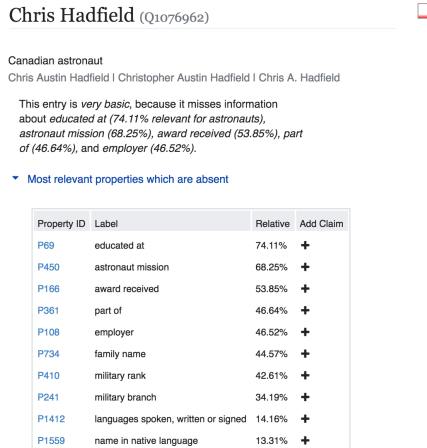 Chris Hadfield (Q1076962)
Canadian astronaut
Chris Austin Hadfield | Christopher Austin Hadfield | Chris A. Hadfield
This entry is very basic, because it misses information
about educated at (74.11% relevant for astronauts),
astronaut mission (68.25%), award received (53.85%), part
of (46.64%), and employer (46.52%).
Most relevant properties which are absent
Property ID Label Relative Add Claim
P69 educated at 74.11% +
P450 astronaut mission 68.25% +
P166 award received 53.85% +
P361 part of 46.64% +
P108 employer 46.52% +
P734 family name 44.57% +
P410 military rank 42.61% +
P241 military branch 34.19% +
P1412 languages spoken, written or signed 14.16% +
P1559 name in native language 13.31% +